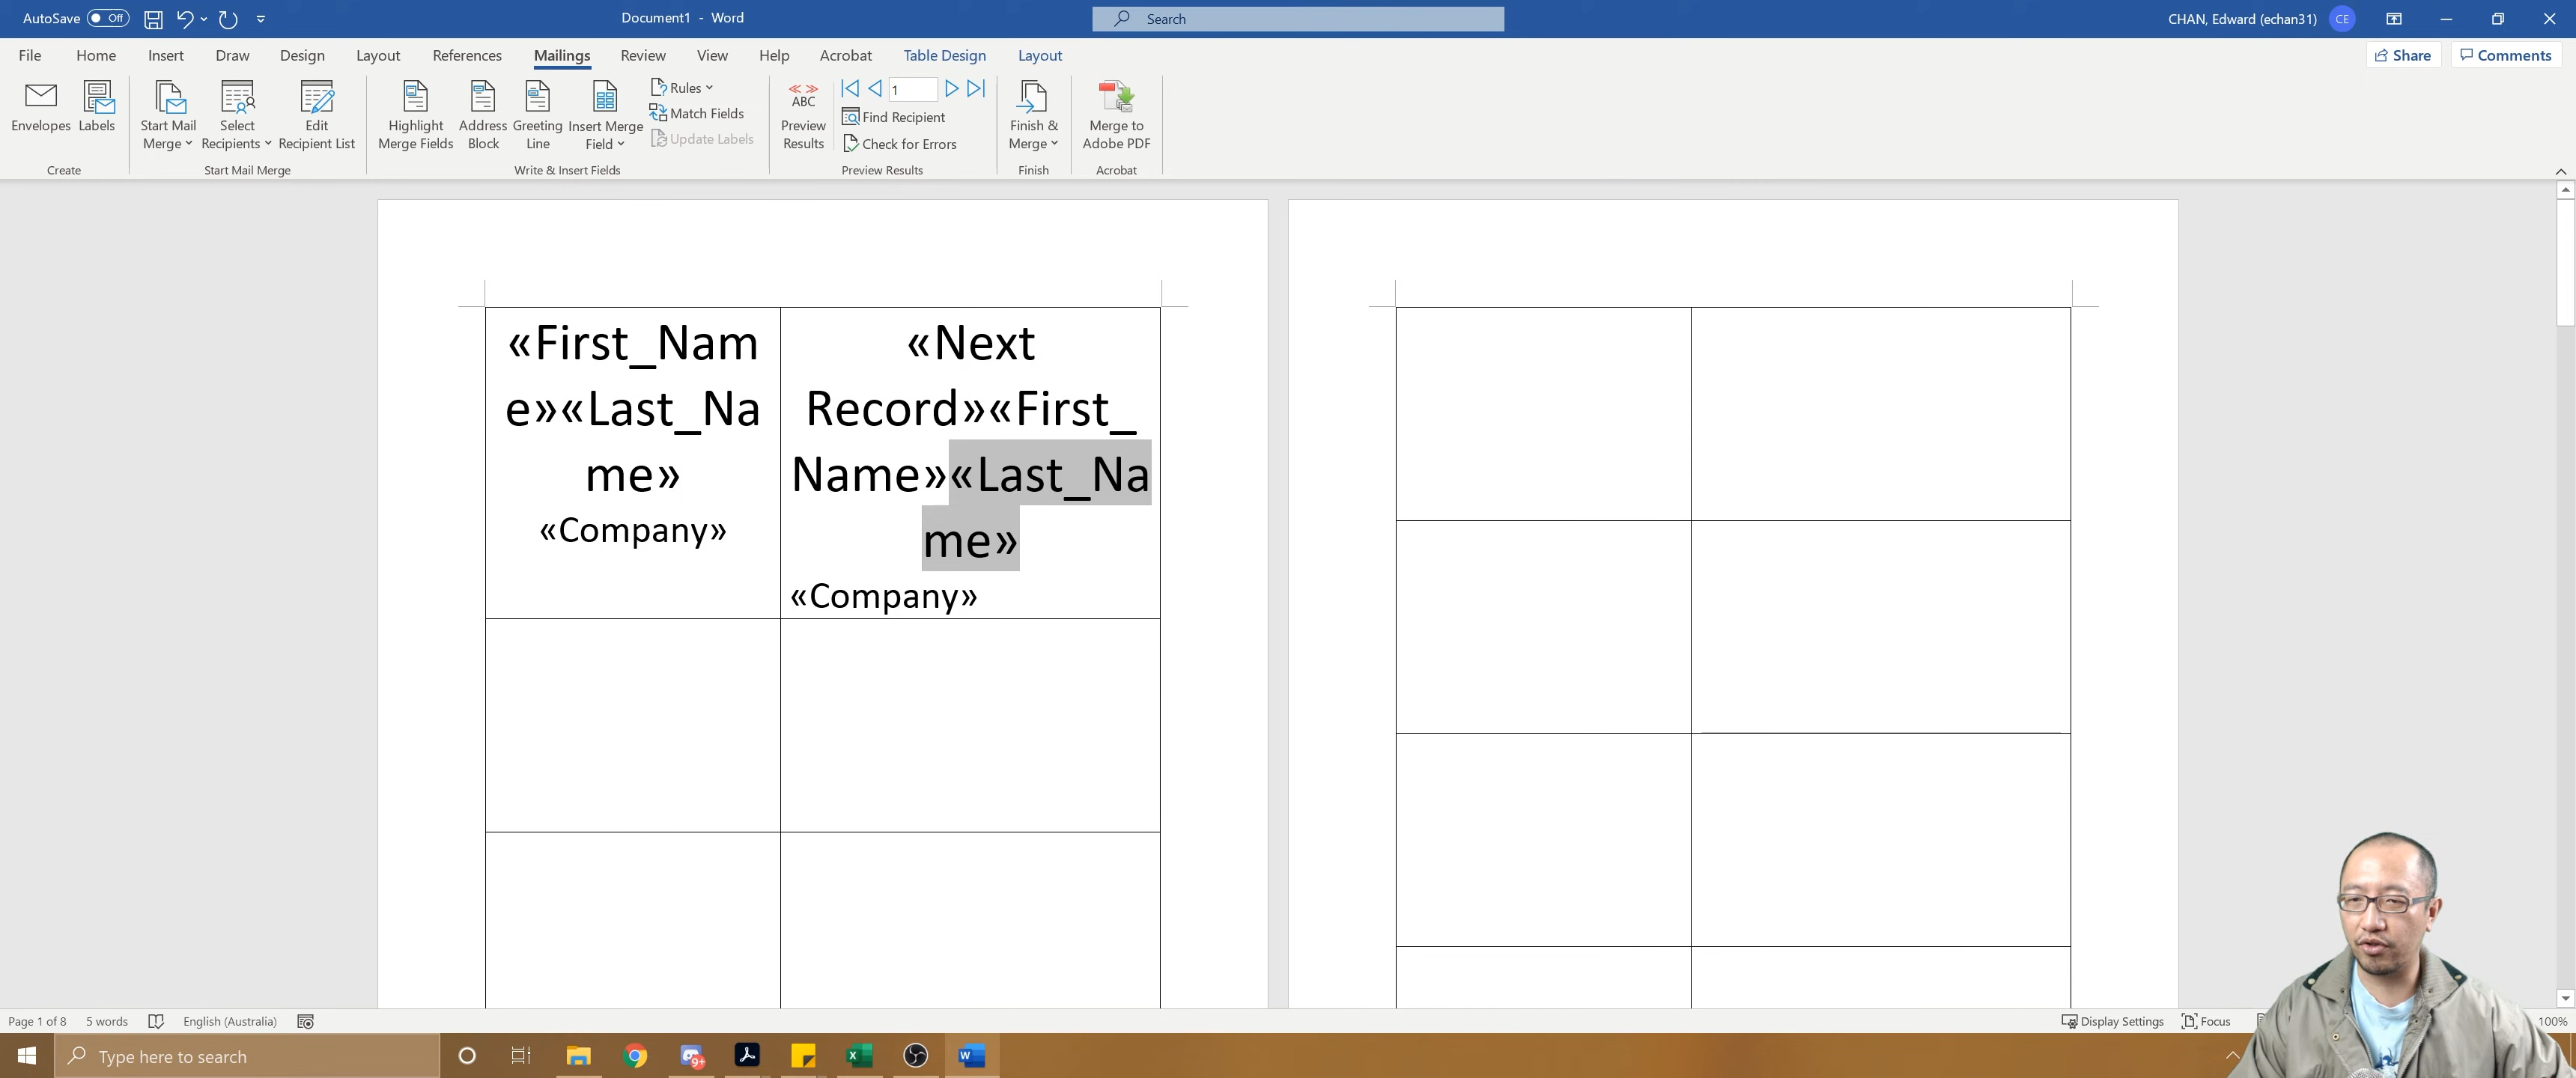 AutoSave Off
Document1 - Word
Search
CHAN, Edward (echan31) CE
File Home Insert Draw Design Layout References Mailings Review View Help Acrobat Table Design Layout
Share Comments
Envelopes Labels
Create
Start Mail Merge
Select Recipients
Edit Recipient List
Start Mail Merge
Highlight Merge Fields
Address Block
Greeting Line
Insert Merge Field
Rules
Match Fields
Update Labels
Write & Insert Fields
ABC
Preview Results
1
Find Recipient
Check for Errors
Preview Results
Finish & Merge
Finish
Merge to Adobe PDF
Acrobat
«First_Nam
e»«Last_Na
me»
«Company»
«Next
Record»«First_
Name»«Last_Na
me»
«Company»
Page 1 of 8 5 words English (Australia)
Display Settings Focus 100%
Type here to search
9+